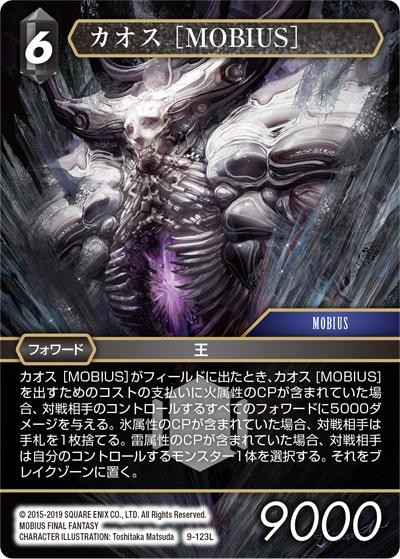 6
カオス [MOBIUS]
MOBIUS
フォワード
王
カオス [MOBIUS]がフィールドに出たとき、カオス [MOBIUS]
を出すためのコストの支払いに火属性のCPが含まれていた場
合、対戦相手のコントロールするすべてのフォワードに5000ダ
メージを与える。氷属性のCPが含まれていた場合、対戦相手は
手札を1枚捨てる。雷属性のCPが含まれていた場合、対戦相手
は自分のコントロールするモンスター1体を選択する。それをブ
レイクゾーンに置く。
© 2015-2019 SQUARE ENIX CO., LTD. All Rights Reserved.
MOBIUS FINAL FANTASY
CHARACTER ILLUSTRATION: Toshitaka Matsuda
9-123L
9000